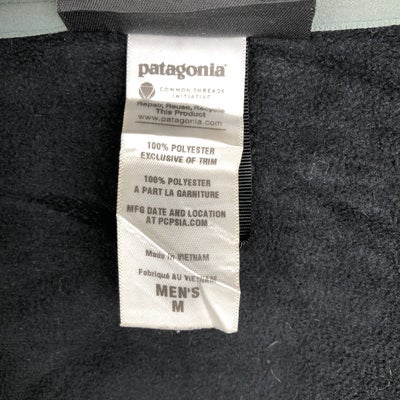 patagonia
COMMON THREADS
INITIATIVE
Repair, Reuse, Recycle
This Product
www.patagonia.com
100% POLYESTER
EXCLUSIVE OF TRIM
100% POLYESTER
A PART LA GARNITURE
MFG DATE AND LOCATION
AT PCPSIA.COM
Made in VIETNAM
Fabriqué AU VIETNAM
MEN'S
M